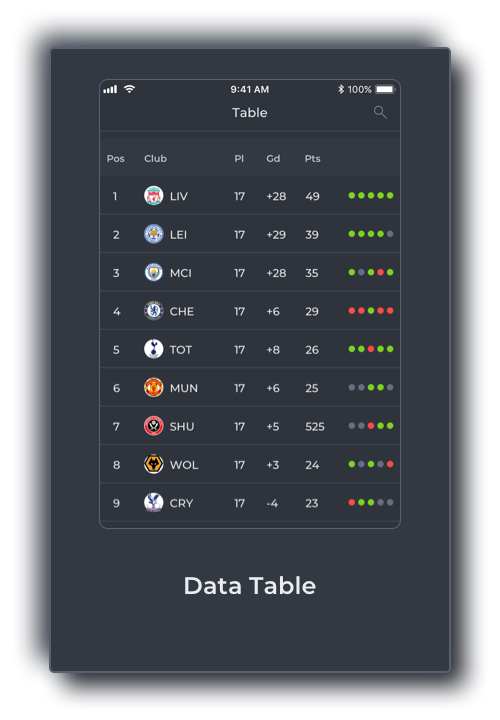 9:41 AM 100%
Table
Pos Club Pl Gd Pts
1 LIV 17 +28 49
2 LEI 17 +29 39
3 MCI 17 +28 35
4 CHE 17 +6 29
5 TOT 17 +8 26
6 MUN 17 +6 25
7 SHU 17 +5 525
8 WOL 17 +3 24
9 CRY 17 -4 23
Data Table